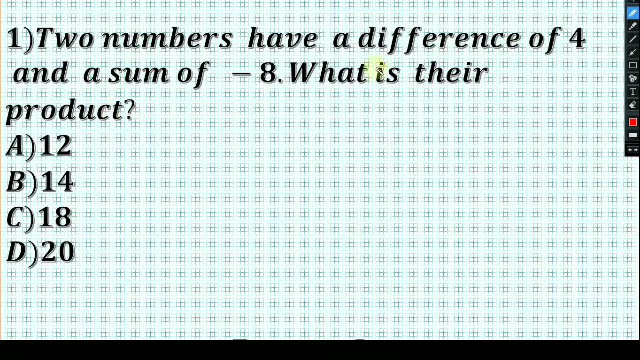 1)Two numbers have a difference of 4
and a sum of −8.What is their
product?
A)12
B)14
C)18
D)20